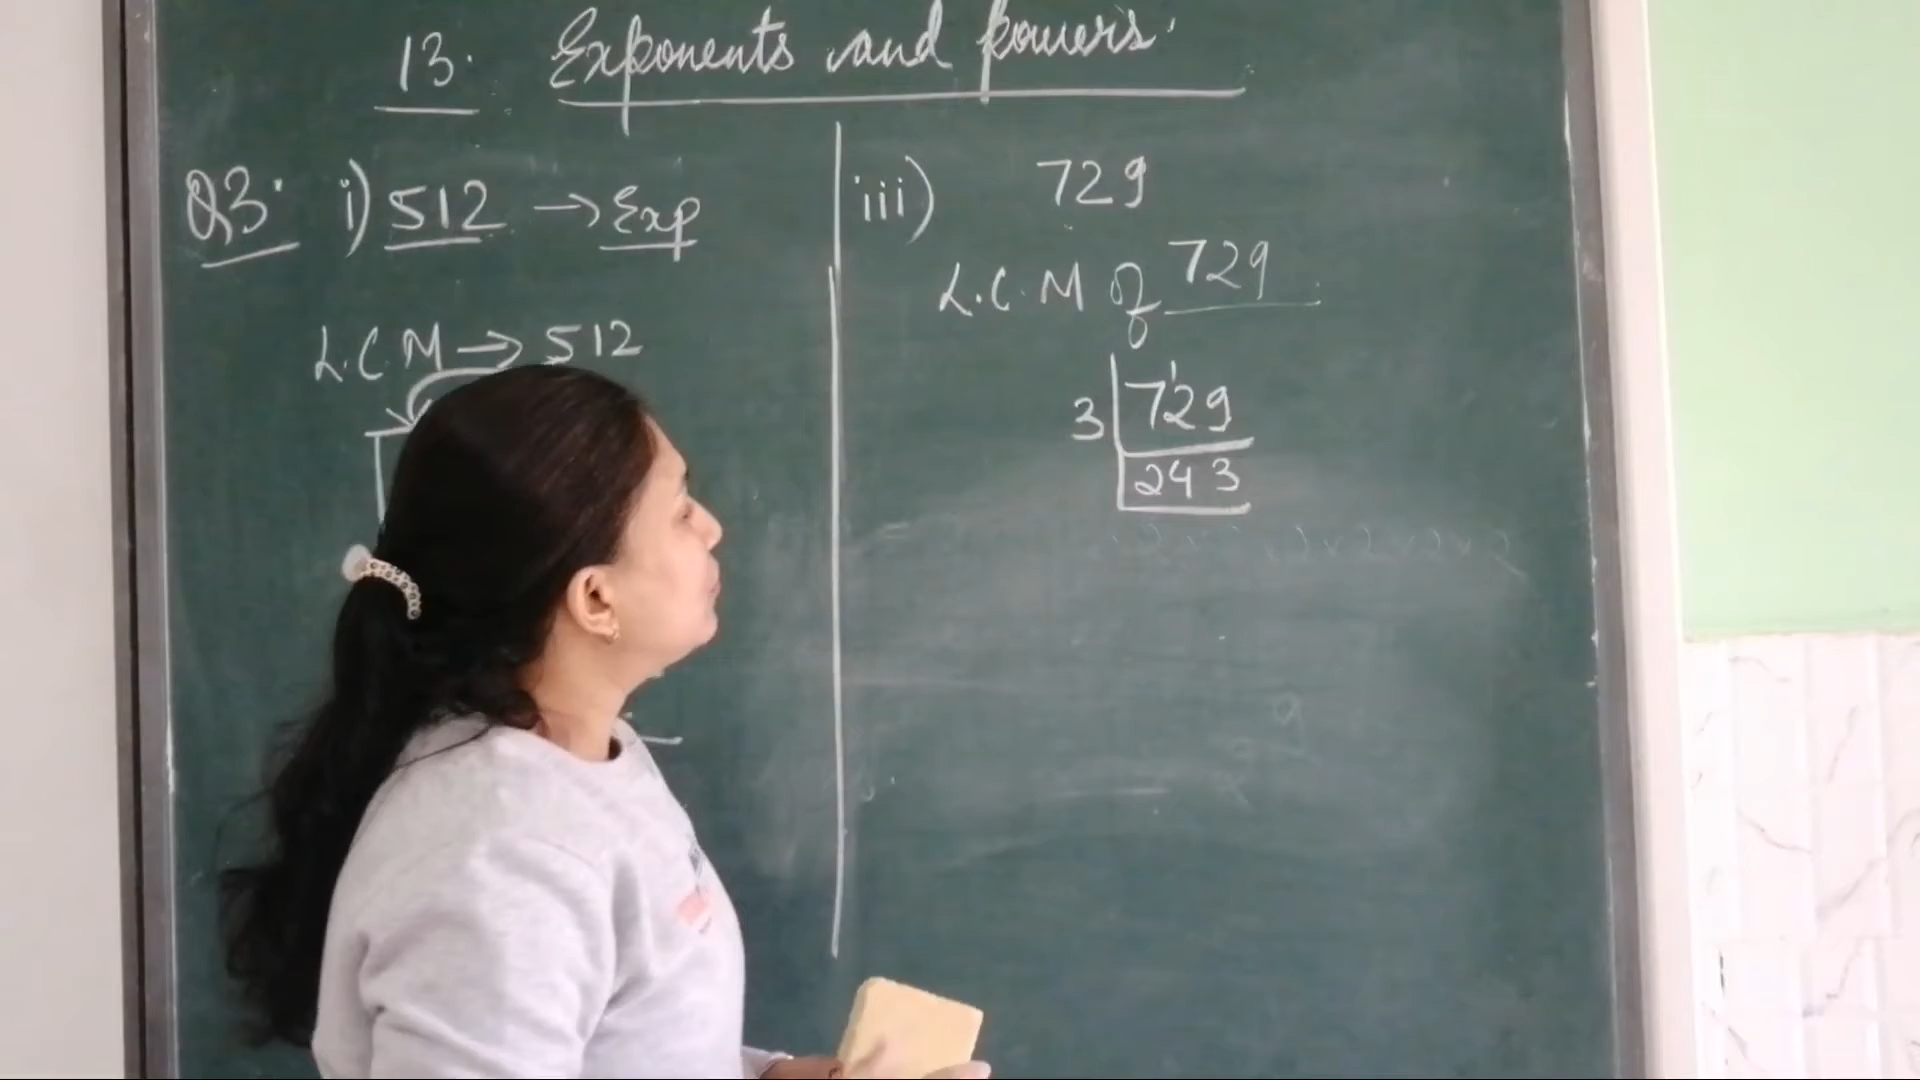 13. Exponents and powers.
Q3. i) 512 → Exp
L.C.M → 512
iii) 729
L.C.M of 729
3 729
243